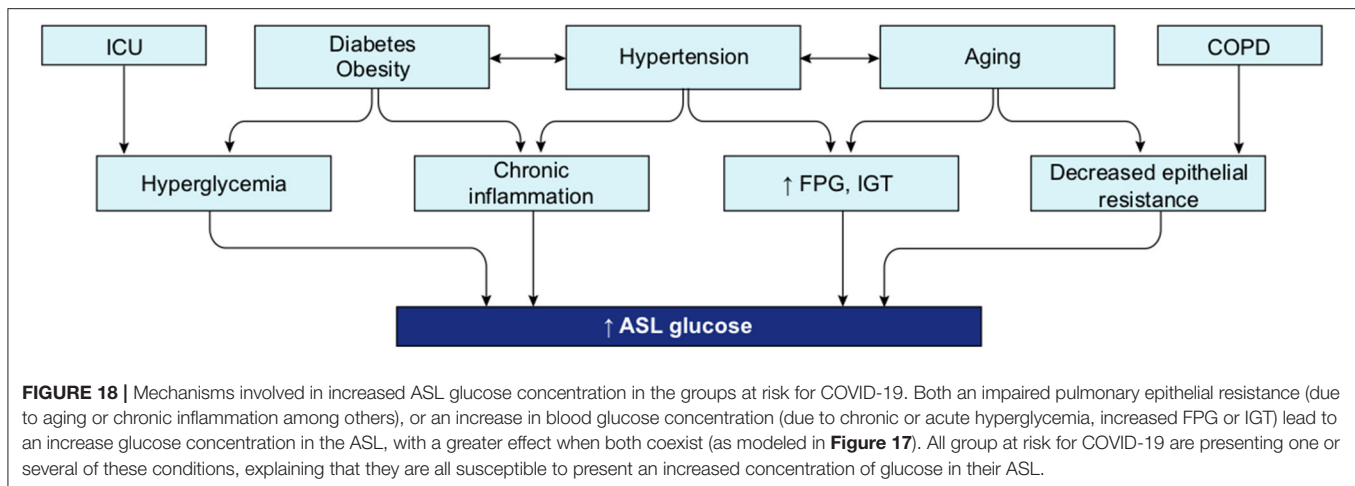 ICU
Diabetes
Obesity
Hypertension
Aging
COPD
Hyperglycemia
Chronic
inflammation
↑ FPG, IGT
Decreased epithelial
resistance
↑ ASL glucose
FIGURE 18 | Mechanisms involved in increased ASL glucose concentration in the groups at risk for COVID-19. Both an impaired pulmonary epithelial resistance (due
to aging or chronic inflammation among others), or an increase in blood glucose concentration (due to chronic or acute hyperglycemia, increased FPG or IGT) lead to
an increase glucose concentration in the ASL, with a greater effect when both coexist (as modeled in Figure 17). All group at risk for COVID-19 are presenting one or
several of these conditions, explaining that they are all susceptible to present an increased concentration of glucose in their ASL.